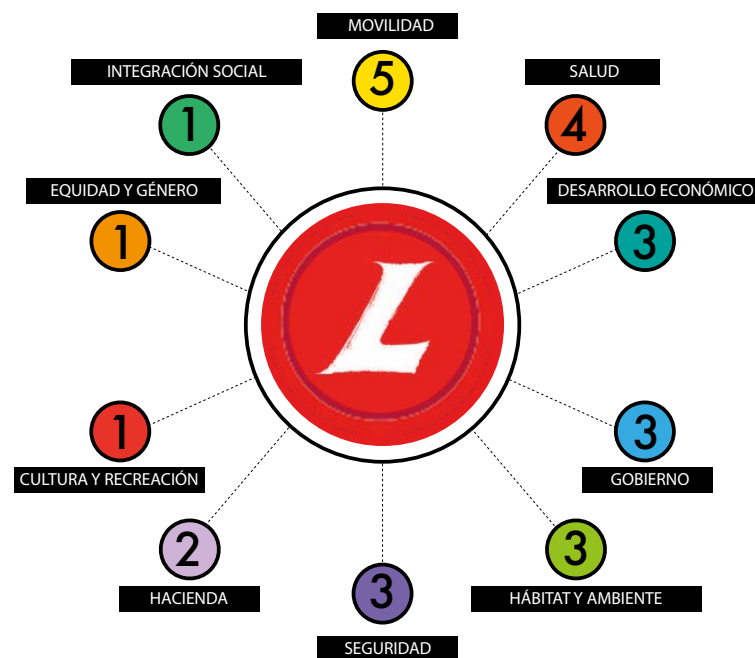 MOVILIDAD
5
INTEGRACIÓN SOCIAL
1
SALUD
4
EQUIDAD Y GÉNERO
1
DESARROLLO ECONÓMICO
3
L
1
CULTURA Y RECREACIÓN
3
GOBIERNO
2
HACIENDA
3
HÁBITAT Y AMBIENTE
3
SEGURIDAD